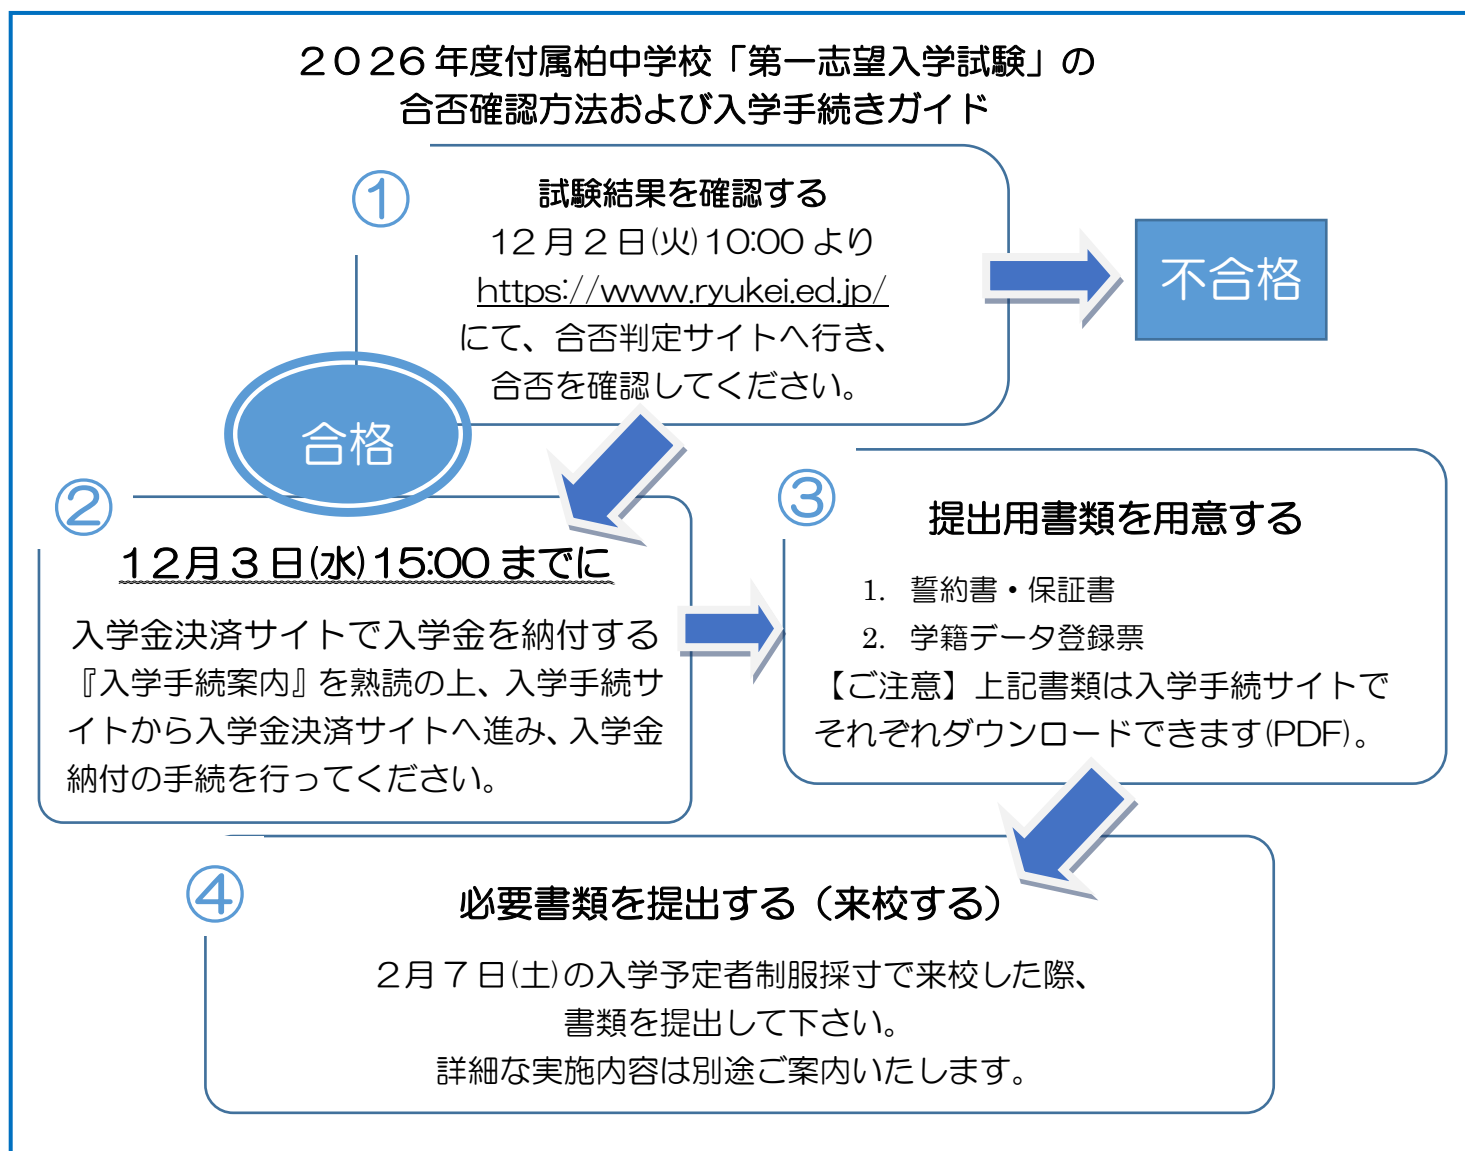 ２０２６年度付属柏中学校「第一志望入学試験」の
合否確認方法および入学手続きガイド
①
試験結果を確認する
１２月２日(火)10:00より
https://www.ryukei.ed.jp/
にて、合否判定サイトへ行き、
合否を確認してください。
不合格
合格
②
１２月３日(水)15:00までに
入学金決済サイトで入学金を納付する
『入学手続案内』を熟読の上、入学手続サ
イトから入学金決済サイトへ進み、入学金
納付の手続を行ってください。
③
提出用書類を用意する
1. 誓約書・保証書
2. 学籍データ登録票
【ご注意】上記書類は入学手続サイトで
それぞれダウンロードできます(PDF)。
④
必要書類を提出する（来校する）
２月７日(土)の入学予定者制服採寸で来校した際、
書類を提出して下さい。
詳細な実施内容は別途ご案内いたします。